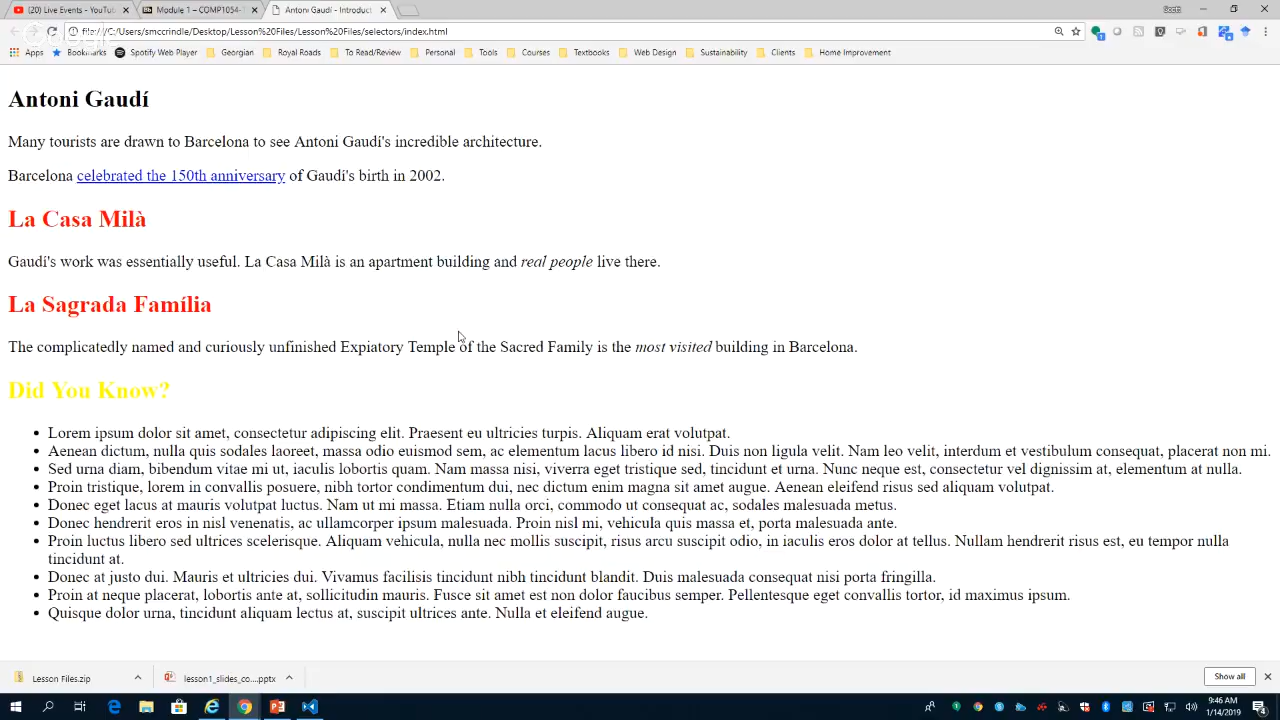 (20) Live Events - YouTu
Module 1 – COMP1054-
Antoni Gaudí - Introduct
file:///C:/Users/smccrindle/Desktop/Lesson%20Files/Lesson%20Files/selectors/index.html
Apps Bookmarks Spotify Web Player Georgian Royal Roads To Read/Review Personal Tools Courses Textbooks Web Design Sustainability Clients Home Improvement
Antoni Gaudí
Many tourists are drawn to Barcelona to see Antoni Gaudí's incredible architecture.
Barcelona celebrated the 150th anniversary of Gaudí's birth in 2002.
La Casa Milà
Gaudí's work was essentially useful. La Casa Milà is an apartment building and real people live there.
La Sagrada Família
The complicatedly named and curiously unfinished Expiatory Temple of the Sacred Family is the most visited building in Barcelona.
Did You Know?
Lorem ipsum dolor sit amet, consectetur adipiscing elit. Praesent eu ultricies turpis. Aliquam erat volutpat.
Aenean dictum, nulla quis sodales laoreet, massa odio euismod sem, ac elementum lacus libero id nisi. Duis non ligula velit. Nam leo velit, interdum et vestibulum consequat, placerat non mi.
Sed urna diam, bibendum vitae mi ut, iaculis lobortis quam. Nam massa nisi, viverra eget tristique sed, tincidunt et urna. Nunc neque est, consectetur vel dignissim at, elementum at nulla.
Proin tristique, lorem in convallis posuere, nibh tortor condimentum dui, nec dictum enim magna sit amet augue. Aenean eleifend risus sed aliquam volutpat.
Donec eget lacus at mauris volutpat luctus. Nam ut mi massa. Etiam nulla orci, commodo ut consequat ac, sodales malesuada metus.
Donec hendrerit eros in nisl venenatis, ac ullamcorper ipsum malesuada. Proin nisl mi, vehicula quis massa et, porta malesuada ante.
Proin luctus libero sed ultrices scelerisque. Aliquam vehicula, nulla nec mollis suscipit, risus arcu suscipit odio, in iaculis eros dolor at tellus. Nullam hendrerit risus est, eu tempor nulla
tincidunt at.
Donec at justo dui. Mauris et ultricies dui. Vivamus facilisis tincidunt nibh tincidunt blandit. Duis malesuada consequat nisi porta fringilla.
Proin at neque placerat, lobortis ante at, sollicitudin mauris. Fusce sit amet est non dolor faucibus semper. Pellentesque eget convallis tortor, id maximus ipsum.
Quisque dolor urna, tincidunt aliquam lectus at, suscipit ultrices ante. Nulla et eleifend augue.
Lesson Files.zip
lesson1_slides_co....pptx
Show all
9:46 AM
1/14/2019